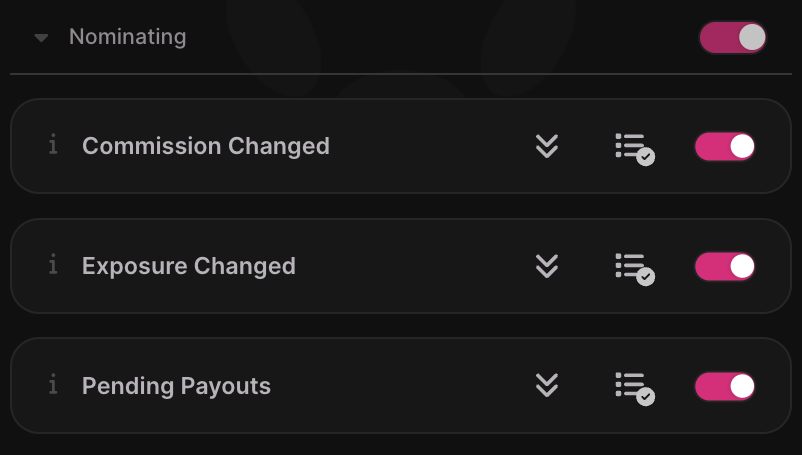 Nominating
Commission Changed
Exposure Changed
Pending Payouts